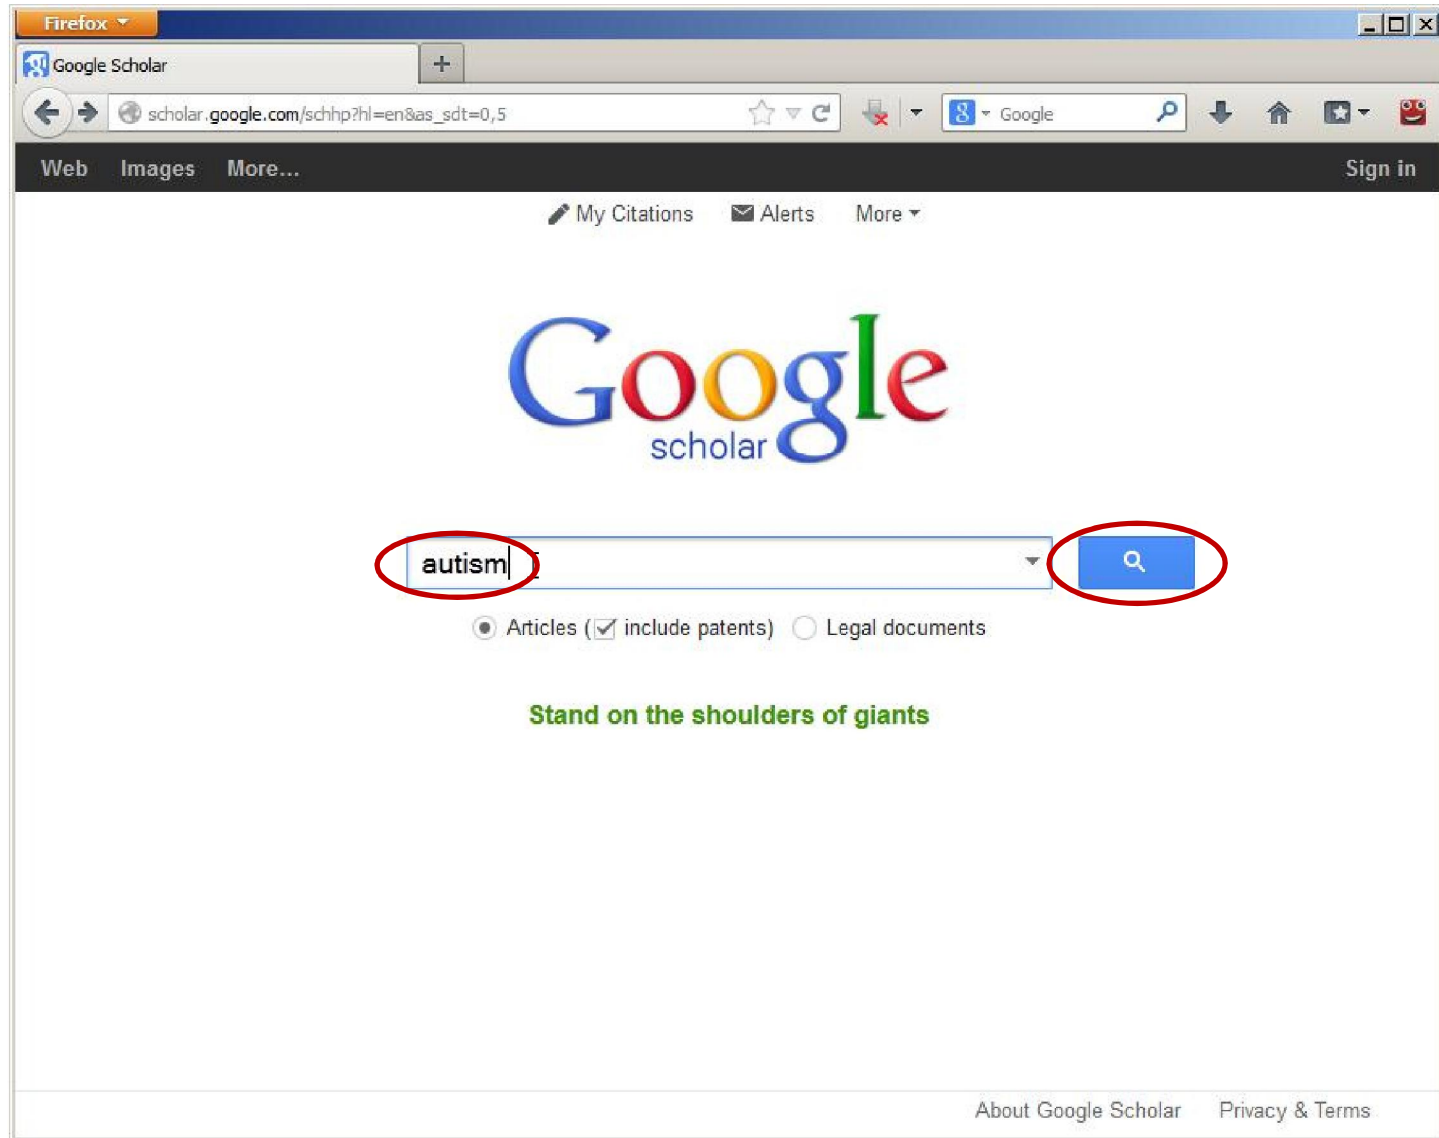 Firefox
Google Scholar
scholar.google.com/schhp?hl=en&as_sdt=0,5
Google
Web Images More... Sign in
My Citations Alerts More
Google
scholar
autism
Articles ( include patents) Legal documents
Stand on the shoulders of giants
About Google Scholar Privacy & Terms